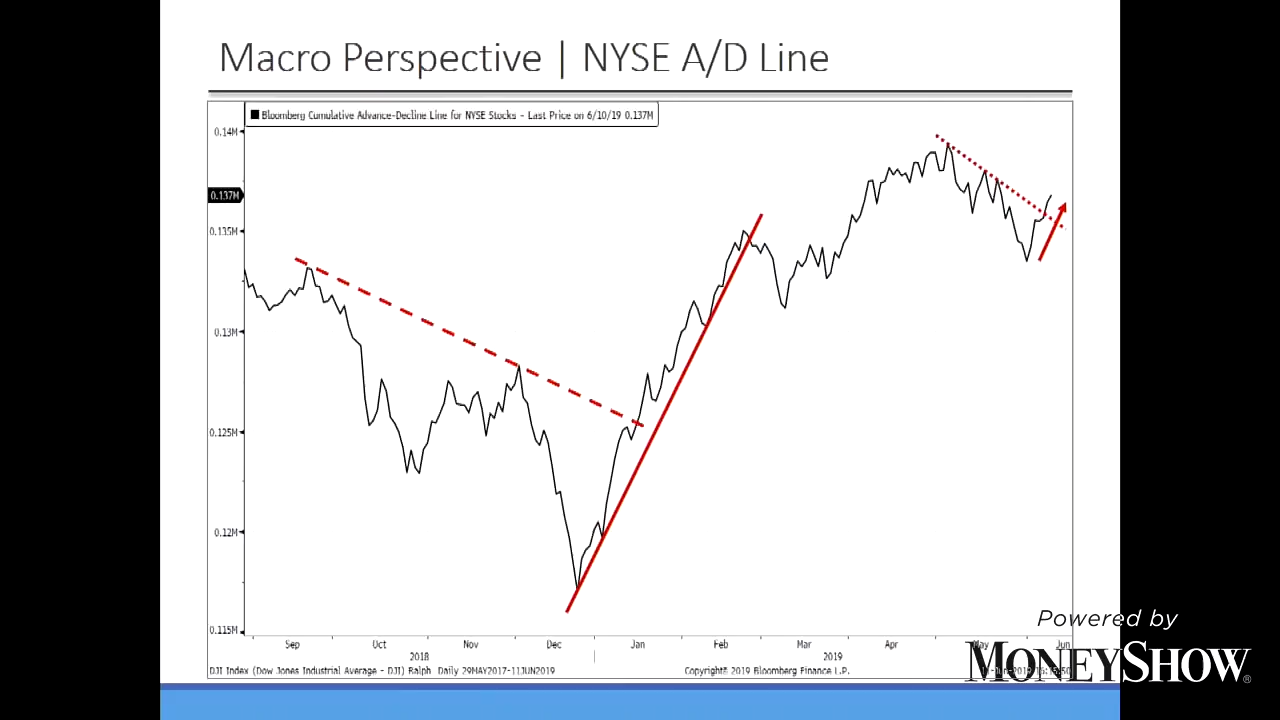 Macro Perspective | NYSE A/D Line
Bloomberg Cumulative Advance-Decline Line for NYSE Stocks - Last Price on 6/10/19 0.137M
0.14M
0.137M
0.135M
0.13M
0.125M
0.12M
0.115M
Sep Oct Nov Dec Jan Feb Mar Apr May Jun
2018 2019
DJI Index (Dow Jones Industrial Average - DJI) Ralph Daily 29MAY2017-11JUN2019 Copyright© 2019 Bloomberg Finance L.P.
Powered by
MONEYSHOW®